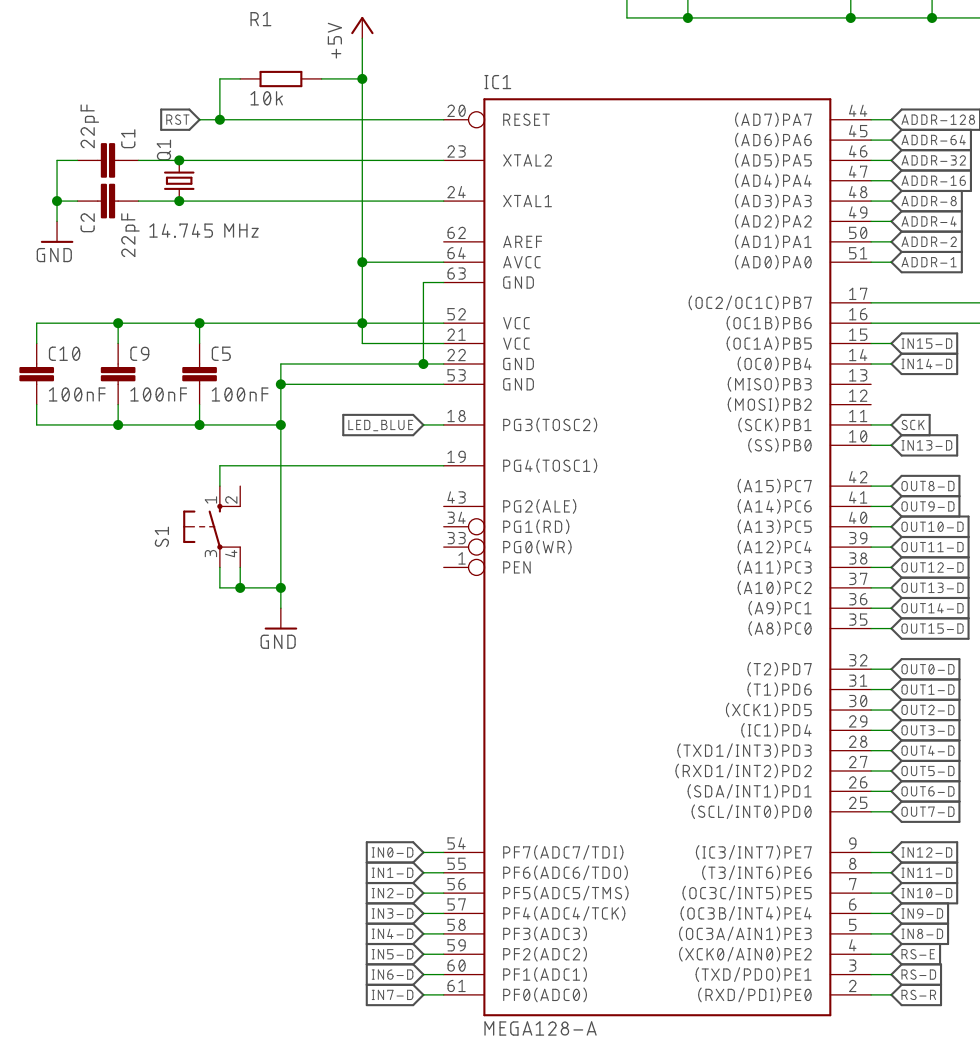 R1
+5V
10k
RST
22pF
C1
Q1
C2
22pF
14.745 MHz
GND
C10
100nF
C9
100nF
C5
100nF
LED_BLUE
S1
1
2
3
4
GND
IC1
20 RESET (AD7)PA7 44 ADDR-128
(AD6)PA6 45 ADDR-64
23 XTAL2 (AD5)PA5 46 ADDR-32
(AD4)PA4 47 ADDR-16
24 XTAL1 (AD3)PA3 48 ADDR-8
(AD2)PA2 49 ADDR-4
62 AREF (AD1)PA1 50 ADDR-2
64 AVCC (AD0)PA0 51 ADDR-1
63 GND
(OC2/OC1C)PB7 17
52 VCC (OC1B)PB6 16
21 VCC (OC1A)PB5 15 IN15-D
22 GND (OC0)PB4 14 IN14-D
53 GND (MISO)PB3 13
(MOSI)PB2 12
18 PG3(TOSC2) (SCK)PB1 11 SCK
(SS)PB0 10 IN13-D
19 PG4(TOSC1)
(A15)PC7 42 OUT8-D
43 PG2(ALE) (A14)PC6 41 OUT9-D
34 PG1(RD) (A13)PC5 40 OUT10-D
33 PG0(WR) (A12)PC4 39 OUT11-D
1 PEN (A11)PC3 38 OUT12-D
(A10)PC2 37 OUT13-D
(A9)PC1 36 OUT14-D
(A8)PC0 35 OUT15-D
(T2)PD7 32 OUT0-D
(T1)PD6 31 OUT1-D
(XCK1)PD5 30 OUT2-D
(IC1)PD4 29 OUT3-D
(TXD1/INT3)PD3 28 OUT4-D
(RXD1/INT2)PD2 27 OUT5-D
(SDA/INT1)PD1 26 OUT6-D
(SCL/INT0)PD0 25 OUT7-D
IN0-D 54 PF7(ADC7/TDI) (IC3/INT7)PE7 9 IN12-D
IN1-D 55 PF6(ADC6/TDO) (T3/INT6)PE6 8 IN11-D
IN2-D 56 PF5(ADC5/TMS) (OC3C/INT5)PE5 7 IN10-D
IN3-D 57 PF4(ADC4/TCK) (OC3B/INT4)PE4 6 IN9-D
IN4-D 58 PF3(ADC3) (OC3A/AIN1)PE3 5 IN8-D
IN5-D 59 PF2(ADC2) (XCK0/AIN0)PE2 4 RS-E
IN6-D 60 PF1(ADC1) (TXD/PDO)PE1 3 RS-D
IN7-D 61 PF0(ADC0) (RXD/PDI)PE0 2 RS-R
MEGA128-A